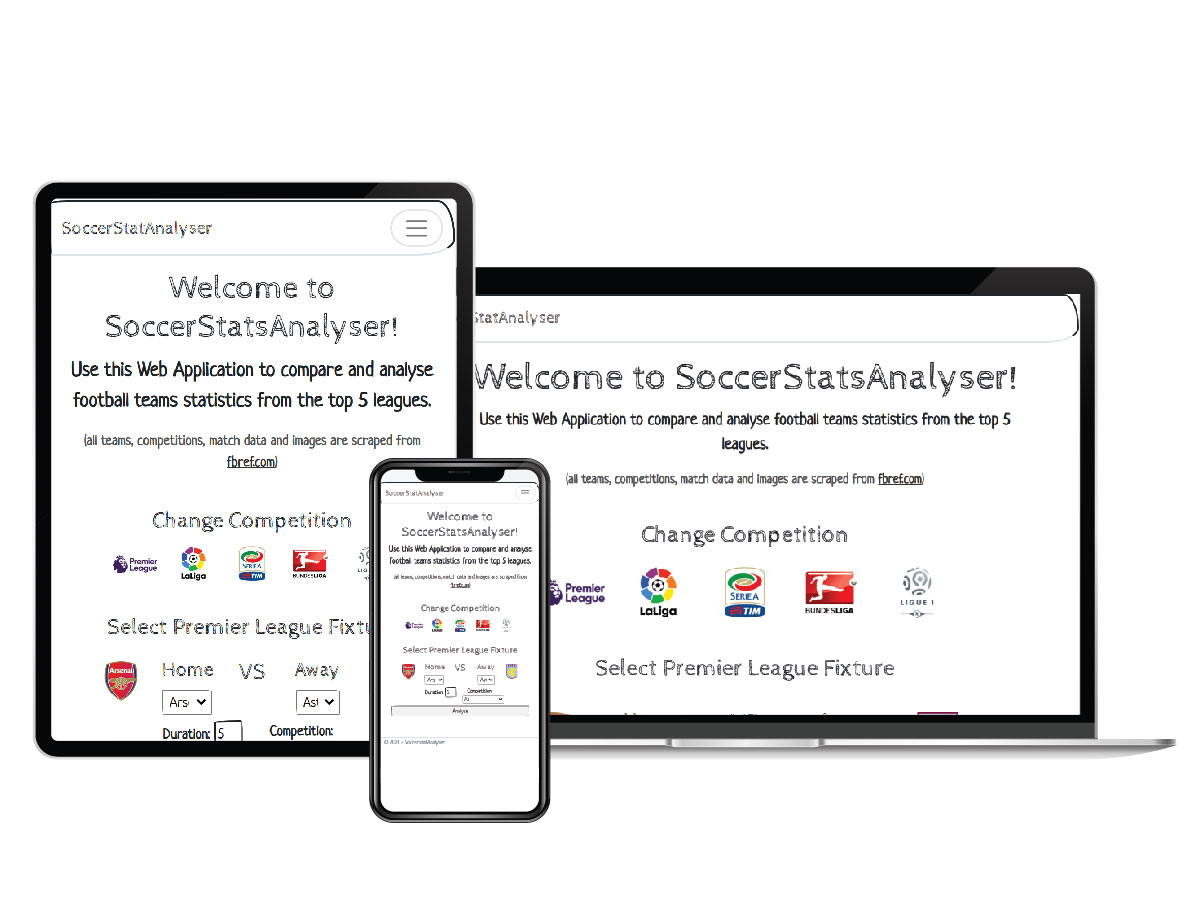 SoccerStatAnalyser
Welcome to
SoccerStatsAnalyser!
Use this Web Application to compare and analyse
football teams statistics from the top 5 leagues.
(all teams, competitions, match data and images are scraped from
fbref.com)
Change Competition
Premier
League
LaLiga
SERIE A
TIM
BUNDESLIGA
LIG
Select Premier League Fixtu
Arsenal
Home
VS
Away
Ars
Ast
Duration: 5
Competition:
SoccerStatAnalyser
Welcome to
SoccerStatsAnalyser!
Use this Web Application to compare and analyse
football teams statistics from the top 5 leagues.
(all teams, competitions, match data and images are scraped from
fbref.com)
Change Competition
Select Premier League Fixture
Home
VS
Away
Ars
Ast
Duration: 5
Competition:
All
Analyse
© 2021 - SoccerStatAnalyser
StatAnalyser
Welcome to SoccerStatsAnalyser!
Use this Web Application to compare and analyse football teams statistics from the top 5
leagues.
(all teams, competitions, match data and images are scraped from fbref.com)
Change Competition
Premier
League
LaLiga
SERIE A
TIM
BUNDESLIGA
LIGUE 1
Select Premier League Fixture